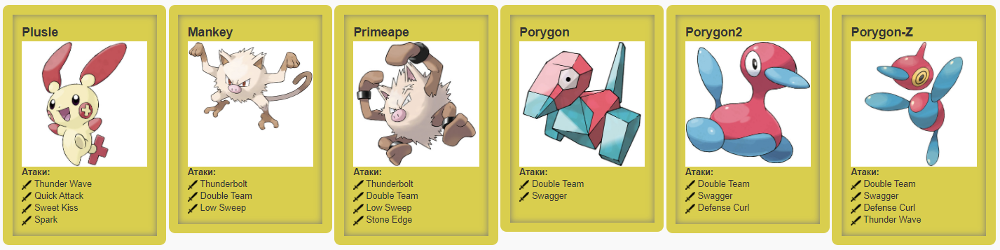 Plusle
Атаки:
Thunder Wave
Quick Attack
Sweet Kiss
Spark
Mankey
Атаки:
Thunderbolt
Double Team
Low Sweep
Primeape
Атаки:
Thunderbolt
Double Team
Low Sweep
Stone Edge
Porygon
Атаки:
Double Team
Swagger
Porygon2
Атаки:
Double Team
Swagger
Defense Curl
Porygon-Z
Атаки:
Double Team
Swagger
Defense Curl
Thunder Wave